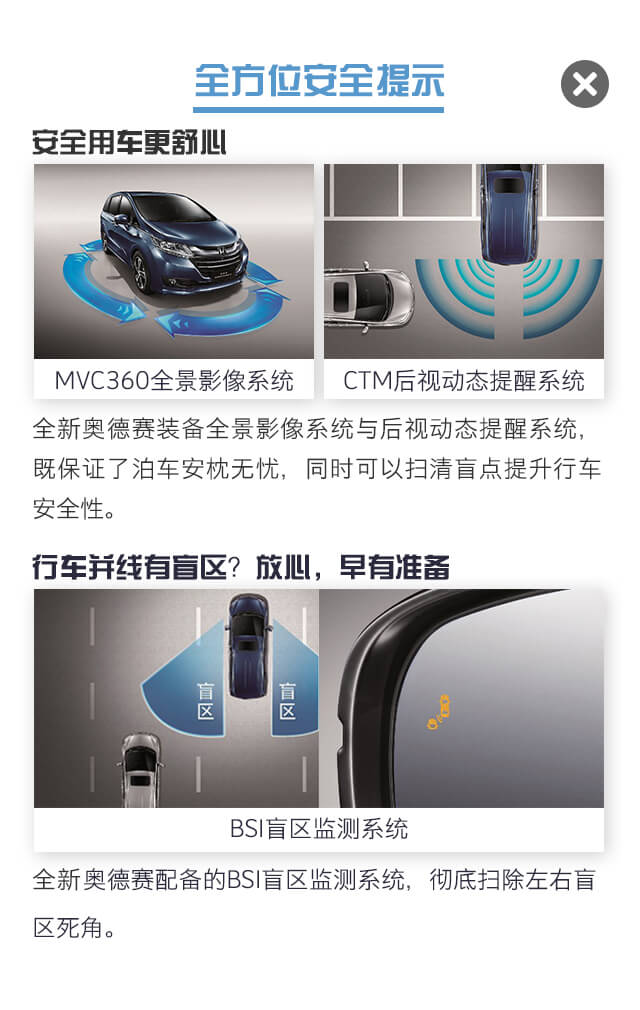 全方位安全提示
安全用车更舒心
MVC360全景影像系统
CTM后视动态提醒系统
全新奥德赛装备全景影像系统与后视动态提醒系统，
既保证了泊车安枕无忧，同时可以扫清盲点提升行车
安全性。
行车并线有盲区？放心，早有准备
盲区
盲区
BSI盲区监测系统
全新奥德赛配备的BSI盲区监测系统，彻底扫除左右盲
区死角。